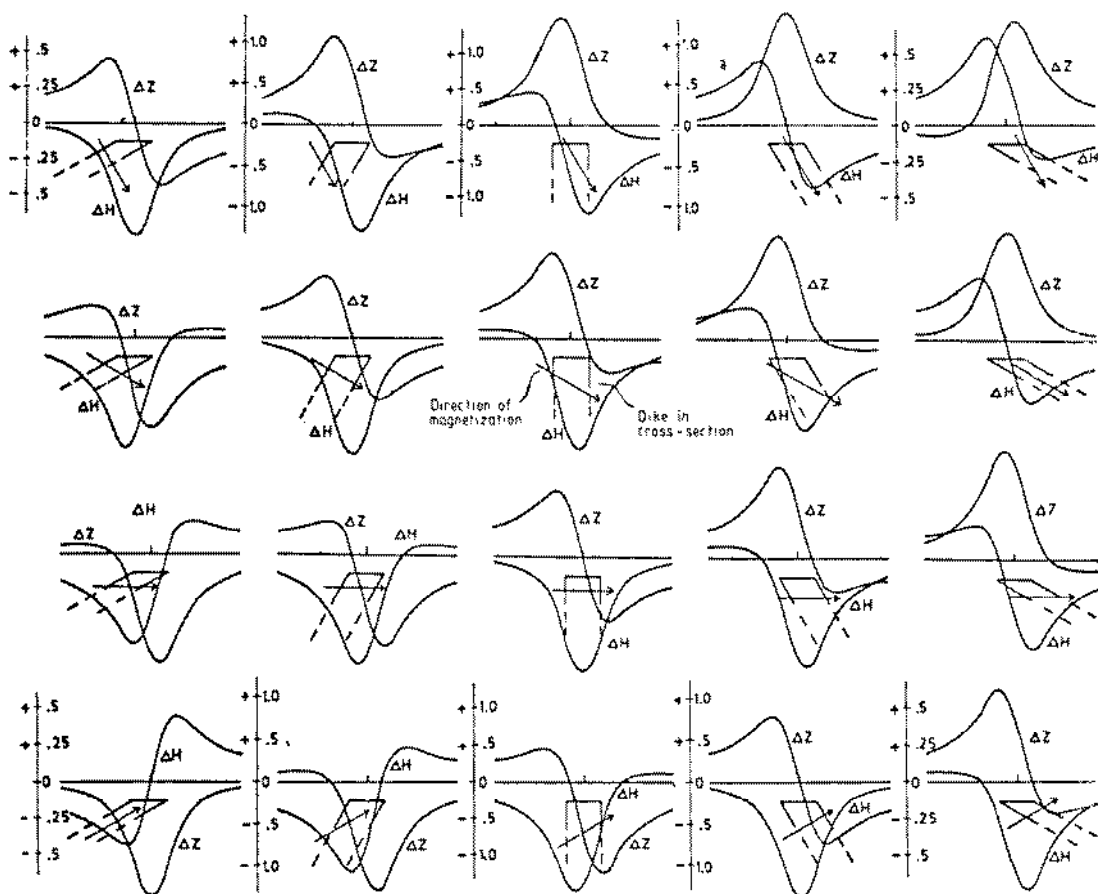 + .5
+ .25
0
- .25
- .5
ΔZ
ΔH
+ 1.0
+ .5
0
- .5
- 1.0
ΔZ
ΔH
+ 1.0
+ .5
0
- .5
- 1.0
ΔZ
ΔH
+ 1.0
+ .5
0
- .5
- 1.0
ΔZ
ΔH
+ .5
+ .25
0
- .25
- .5
ΔZ
ΔH
ΔZ
ΔH
ΔZ
ΔH
ΔZ
Direction of
magnetization
ΔH
Dike in
cross-section
ΔZ
ΔH
ΔZ
ΔH
ΔZ
ΔH
ΔZ
ΔH
ΔZ
ΔH
ΔZ
ΔH
ΔH
+ .5
+ .25
0
- .25
- .5
ΔH
ΔZ
+ 1.0
+ .5
0
- .5
- 1.0
ΔH
ΔZ
+ 1.0
+ .5
0
- .5
- 1.0
ΔH
ΔZ
+ 1.0
+ .5
0
- .5
- 1.0
ΔZ
ΔH
+ .5
+ .25
0
- .25
- .5
ΔZ
ΔH